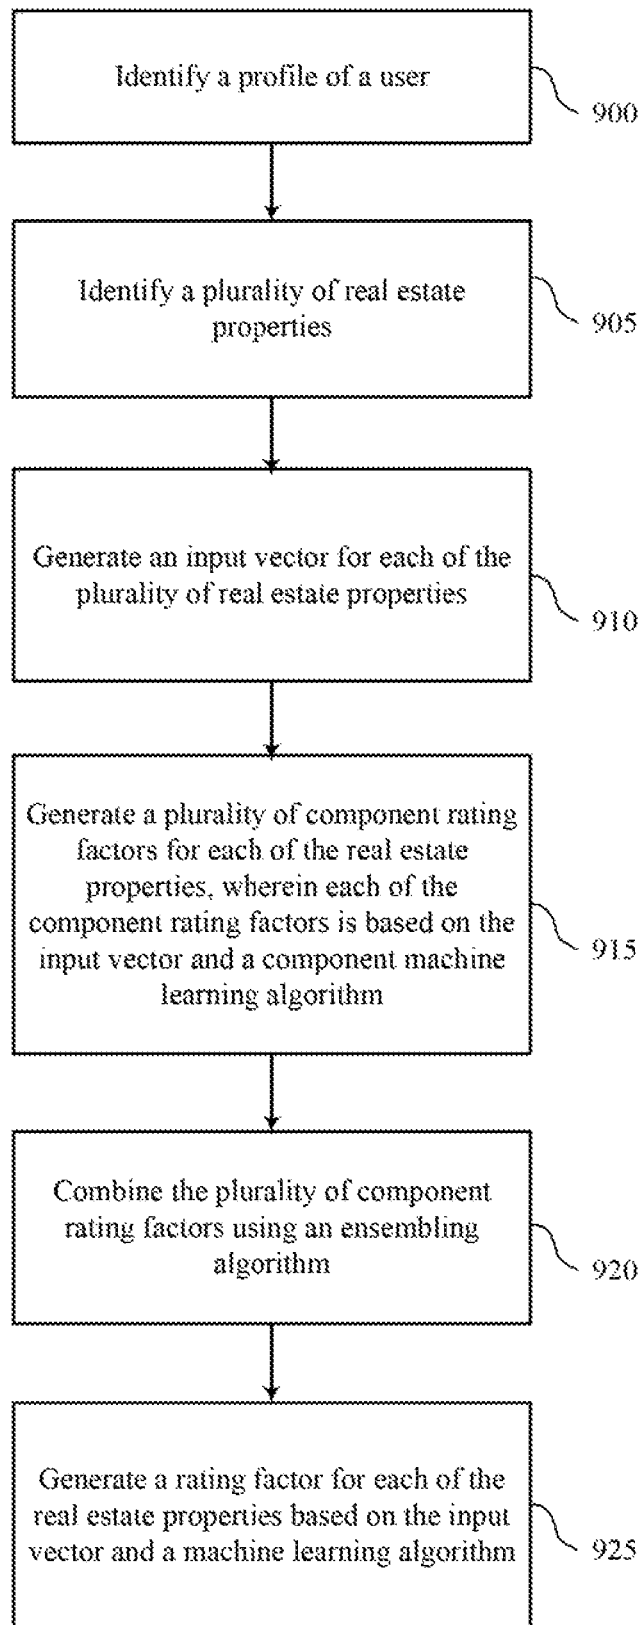 Identify a profile of a user
900
Identify a plurality of real estate
properties
905
Generate an input vector for each of the
plurality of real estate properties
910
Generate a plurality of component rating
factors for each of the real estate
properties, wherein each of the
component rating factors is based on the
input vector and a component machine
learning algorithm
915
Combine the plurality of component
rating factors using an ensembling
algorithm
920
Generate a rating factor for each of the
real estate properties based on the input
vector and a machine learning algorithm
925